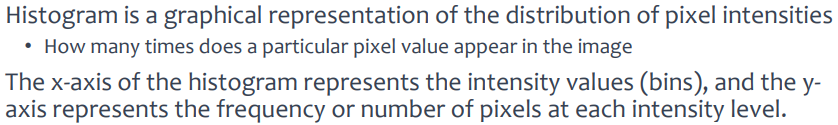 Histogram is a graphical representation of the distribution of pixel intensities
• How many times does a particular pixel value appear in the image
The x-axis of the histogram represents the intensity values (bins), and the y-
axis represents the frequency or number of pixels at each intensity level.